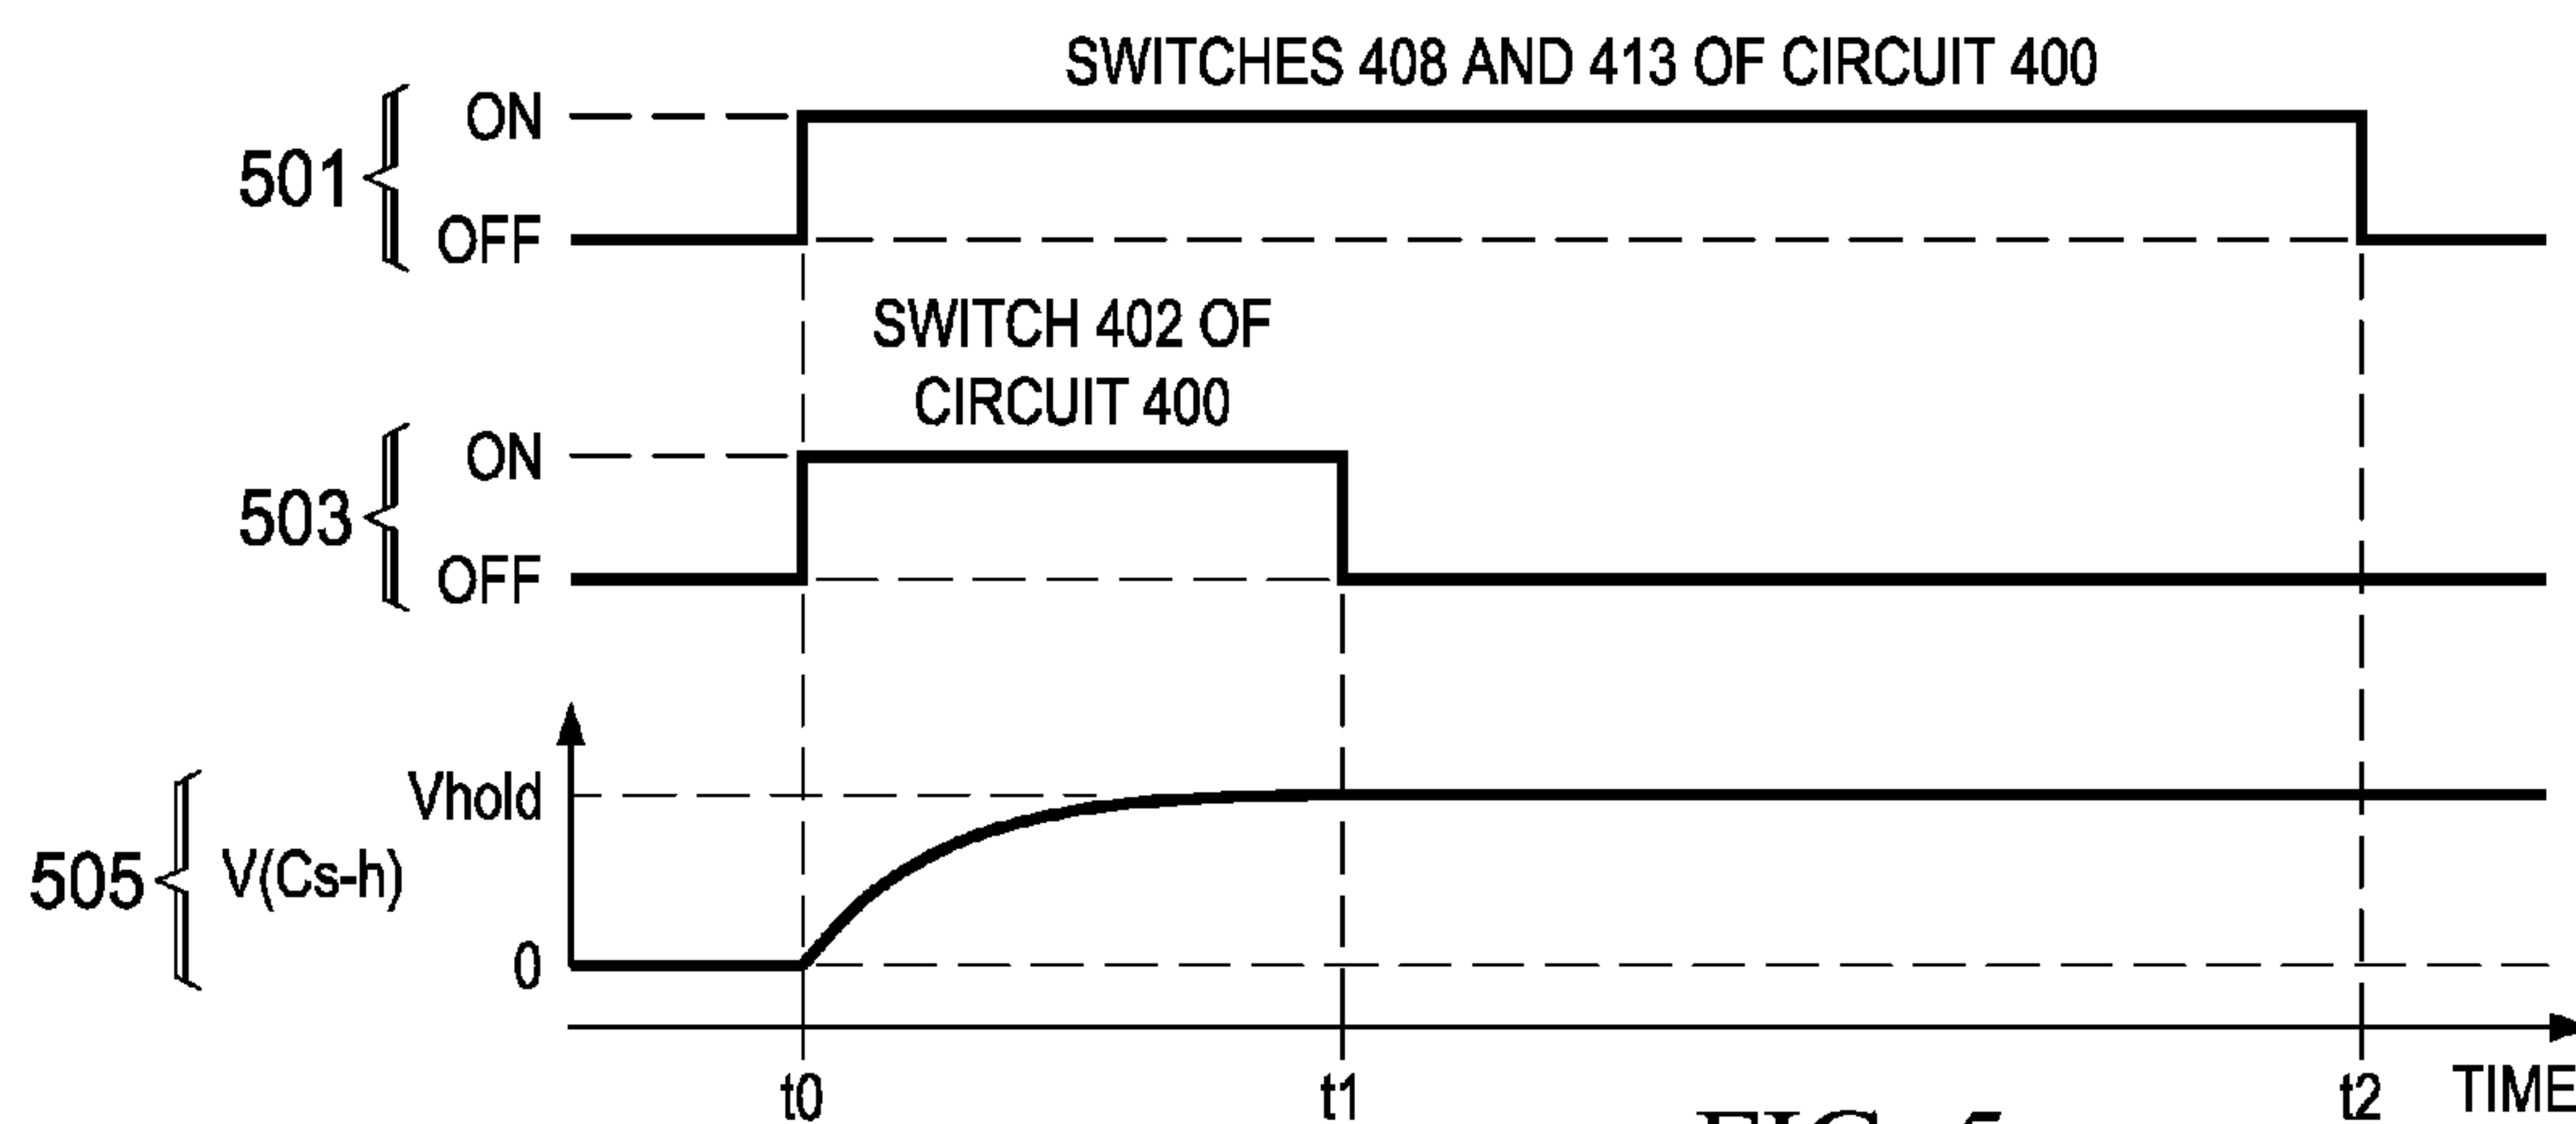 SWITCHES 408 AND 413 OF CIRCUIT 400
ON
501
OFF
SWITCH 402 OF
CIRCUIT 400
ON
503
OFF
Vhold
505
V(Cs-h)
0
t0
t1
t2
TIME